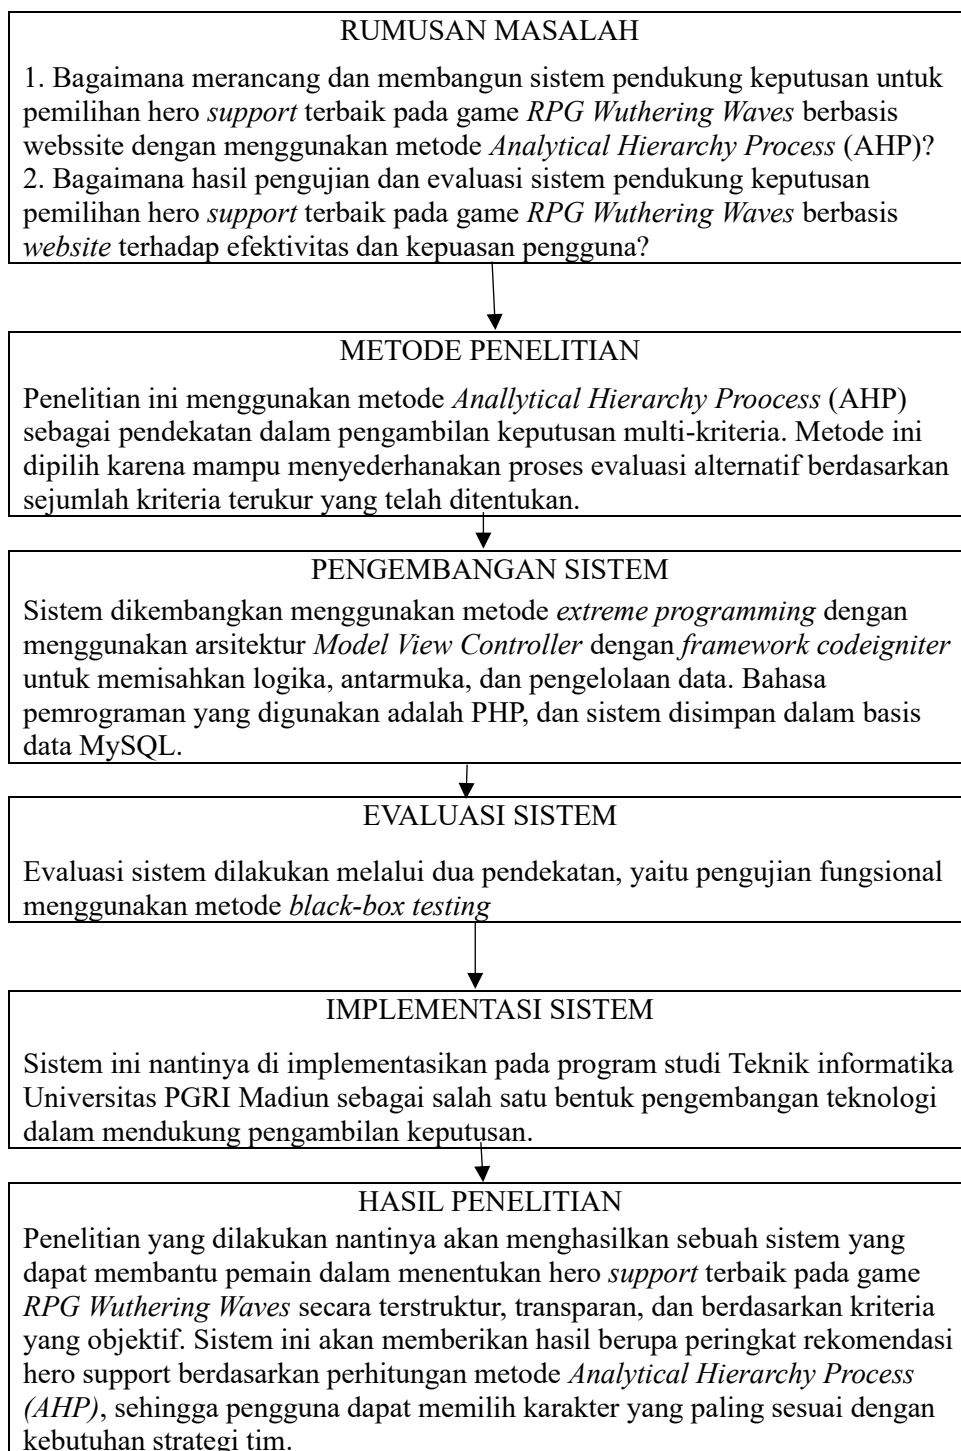 RUMUSAN MASALAH
1. Bagaimana merancang dan membangun sistem pendukung keputusan untuk
pemilihan hero support terbaik pada game RPG Wuthering Waves berbasis
webssite dengan menggunakan metode Analytical Hierarchy Process (AHP)?
2. Bagaimana hasil pengujian dan evaluasi sistem pendukung keputusan
pemilihan hero support terbaik pada game RPG Wuthering Waves berbasis
website terhadap efektivitas dan kepuasan pengguna?
METODE PENELITIAN
Penelitian ini menggunakan metode Anallytical Hierarchy Proocess (AHP)
sebagai pendekatan dalam pengambilan keputusan multi-kriteria. Metode ini
dipilih karena mampu menyederhanakan proses evaluasi alternatif berdasarkan
sejumlah kriteria terukur yang telah ditentukan.
PENGEMBANGAN SISTEM
Sistem dikembangkan menggunakan metode extreme programming dengan
menggunakan arsitektur Model View Controller dengan framework codeigniter
untuk memisahkan logika, antarmuka, dan pengelolaan data. Bahasa
pemrograman yang digunakan adalah PHP, dan sistem disimpan dalam basis
data MySQL.
EVALUASI SISTEM
Evaluasi sistem dilakukan melalui dua pendekatan, yaitu pengujian fungsional
menggunakan metode black-box testing
IMPLEMENTASI SISTEM
Sistem ini nantinya di implementasikan pada program studi Teknik informatika
Universitas PGRI Madiun sebagai salah satu bentuk pengembangan teknologi
dalam mendukung pengambilan keputusan.
HASIL PENELITIAN
Penelitian yang dilakukan nantinya akan menghasilkan sebuah sistem yang
dapat membantu pemain dalam menentukan hero support terbaik pada game
RPG Wuthering Waves secara terstruktur, transparan, dan berdasarkan kriteria
yang objektif. Sistem ini akan memberikan hasil berupa peringkat rekomendasi
hero support berdasarkan perhitungan metode Analytical Hierarchy Process
(AHP), sehingga pengguna dapat memilih karakter yang paling sesuai dengan
kebutuhan strategi tim.